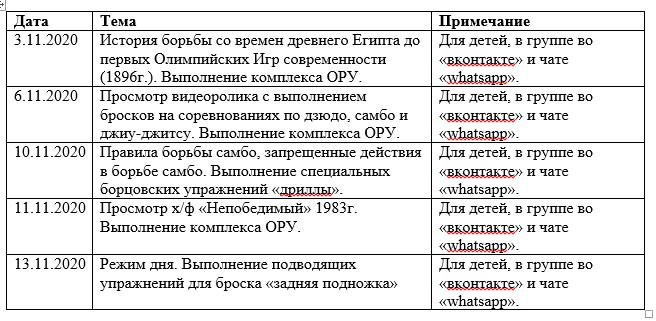 Дата Тема Примечание
3.11.2020 История борьбы со времен древнего Египта до Для детей, в группе во
первых Олимпийских Игр современности «вконтакте» и чате
(1896г.). Выполнение комплекса ОРУ. «whatsapp».
6.11.2020 Просмотр видеоролика с выполнением Для детей, в группе во
бросков на соревнованиях по дзюдо, самбо и «вконтакте» и чате
джиу-джитсу. Выполнение комплекса ОРУ. «whatsapp».
10.11.2020 Правила борьбы самбо, запрещенные действия Для детей, в группе во
в борьбе самбо. Выполнение специальных «вконтакте» и чате
борцовских упражнений «дриллы». «whatsapp».
11.11.2020 Просмотр х/ф «Непобедимый» 1983г. Для детей, в группе во
Выполнение комплекса ОРУ. «вконтакте» и чате
«whatsapp».
13.11.2020 Режим дня. Выполнение подводящих Для детей, в группе во
упражнений для броска «задняя подножка» «вконтакте» и чате
«whatsapp».